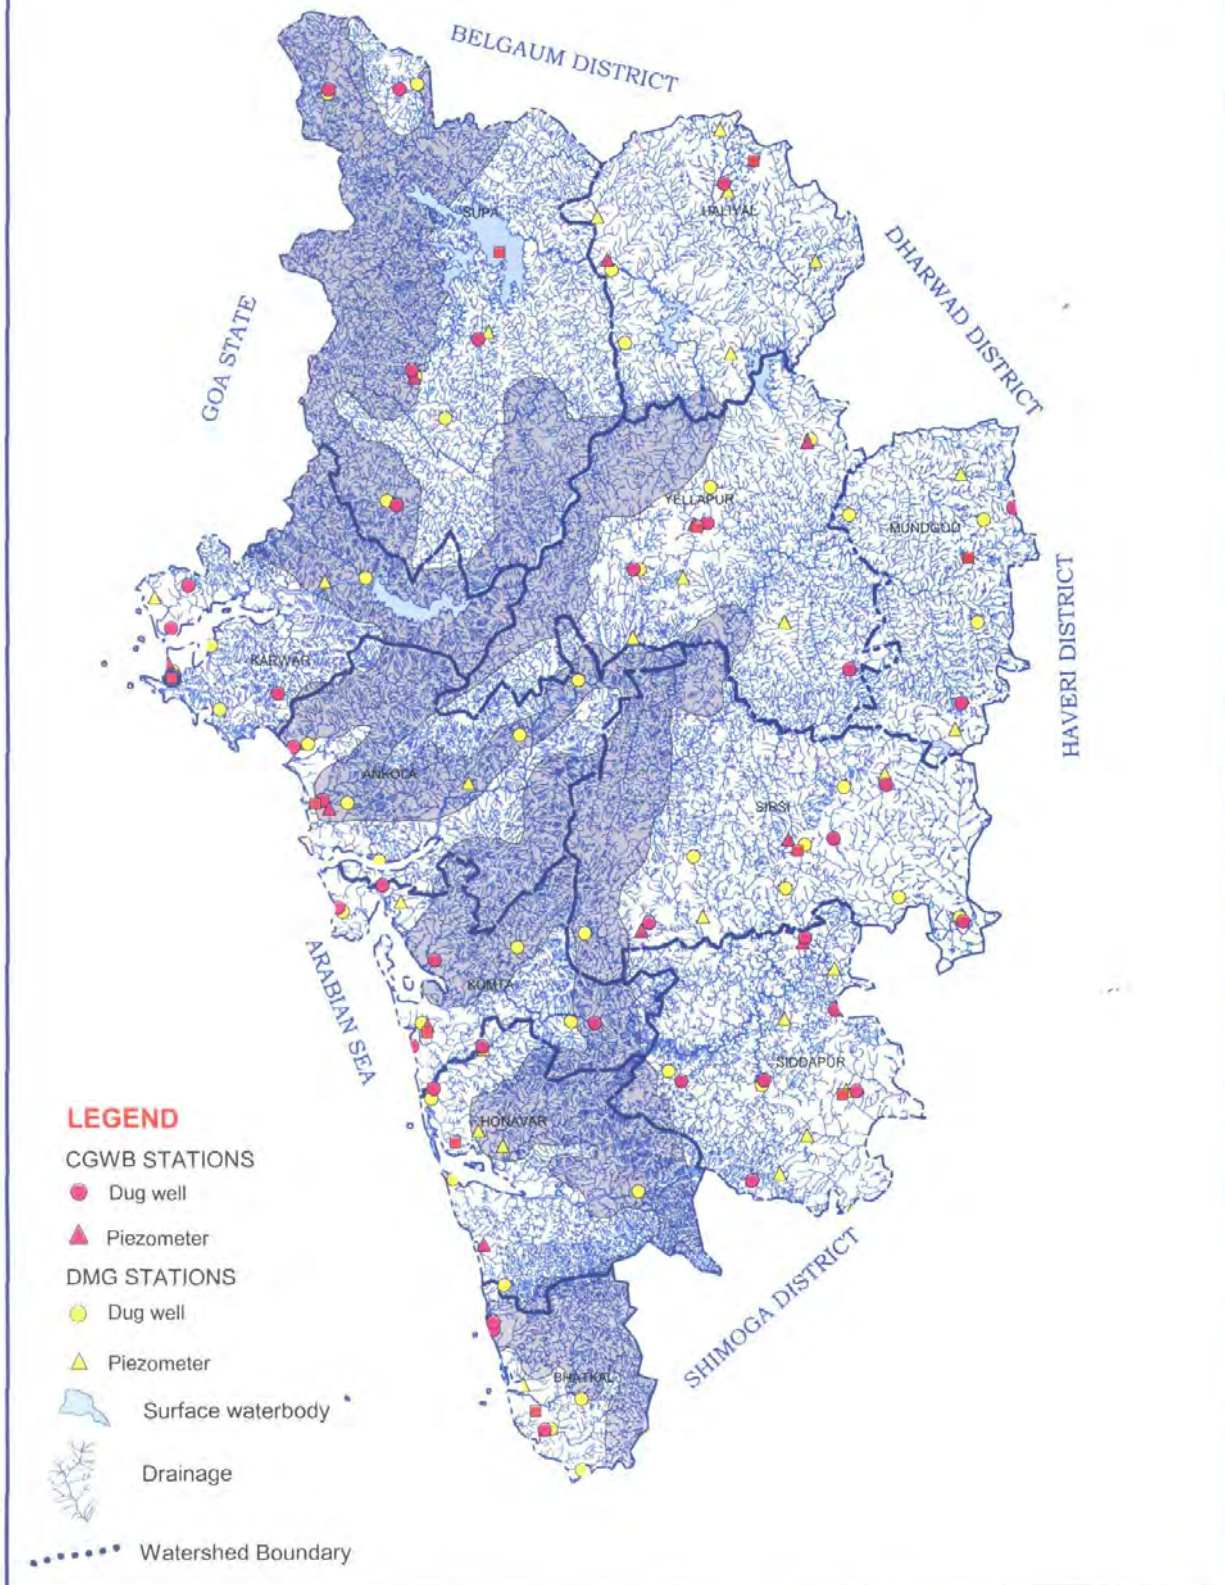 BELGAUM DISTRICT
SUPA
HALIYAL
DHARWAD DISTRICT
GOA STATE
YELLAPUR
MUNDGOD
HAVERI DISTRICT
KARWAR
ANKOLA
SIRSI
ARABIAN SEA
KUMTA
SIDDAPUR
HONAVAR
SHIMOGA DISTRICT
BHATKAL
LEGEND
CGWB STATIONS
Dug well
Piezometer
DMG STATIONS
Dug well
Piezometer
Surface waterbody
Drainage
Watershed Boundary